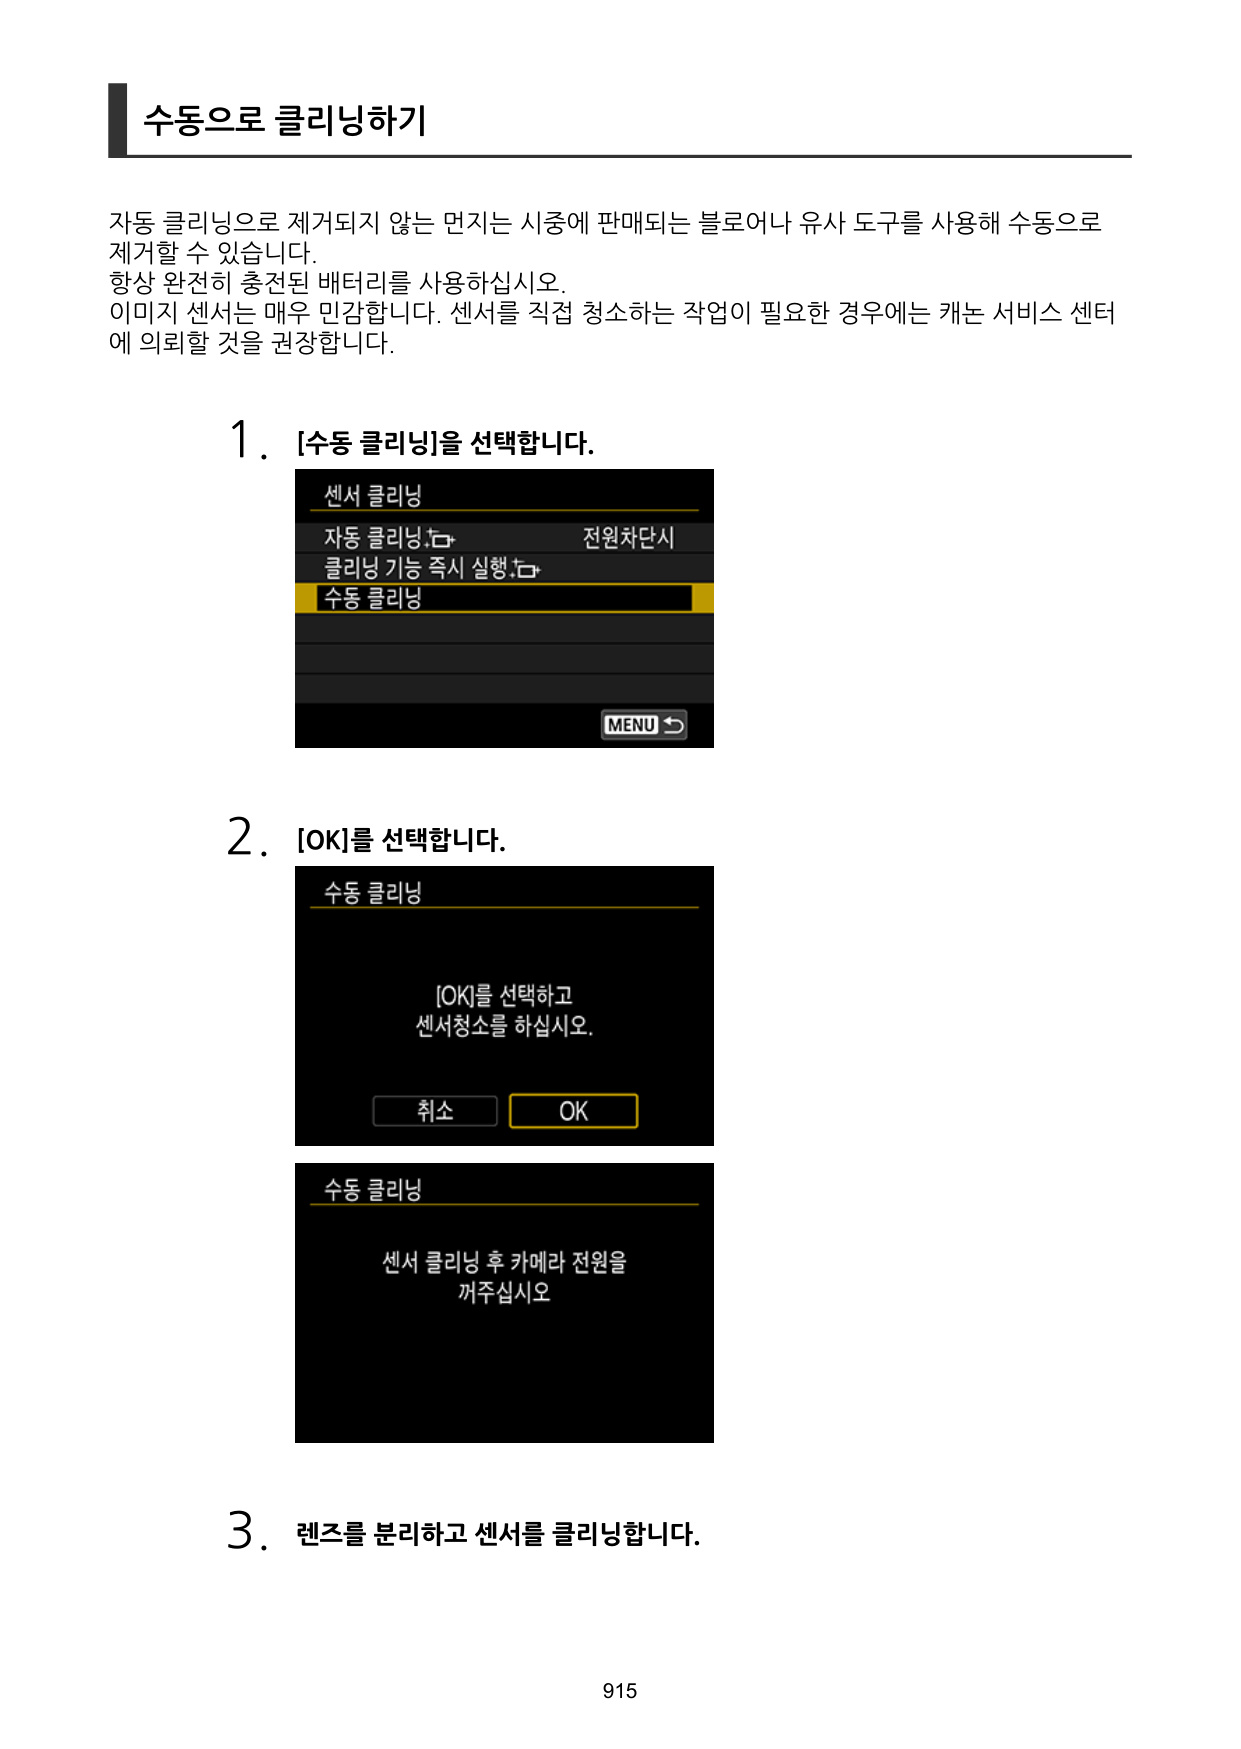 수동으로 클리닝하기
자동 클리닝으로 제거되지 않는 먼지는 시중에 판매되는 블로어나 유사 도구를 사용해 수동으로
제거할 수 있습니다.
항상 완전히 충전된 배터리를 사용하십시오.
이미지 센서는 매우 민감합니다. 센서를 직접 청소하는 작업이 필요한 경우에는 캐논 서비스 센터
에 의뢰할 것을 권장합니다.
1. [수동 클리닝]을 선택합니다.
센서 클리닝
자동 클리닝 전원차단시
클리닝 기능 즉시 실행
수동 클리닝
MENU
2. [OK]를 선택합니다.
수동 클리닝
[OK]를 선택하고
센서청소를 하십시오.
취소 OK
수동 클리닝
센서 클리닝 후 카메라 전원을
꺼주십시오
3. 렌즈를 분리하고 센서를 클리닝합니다.
915